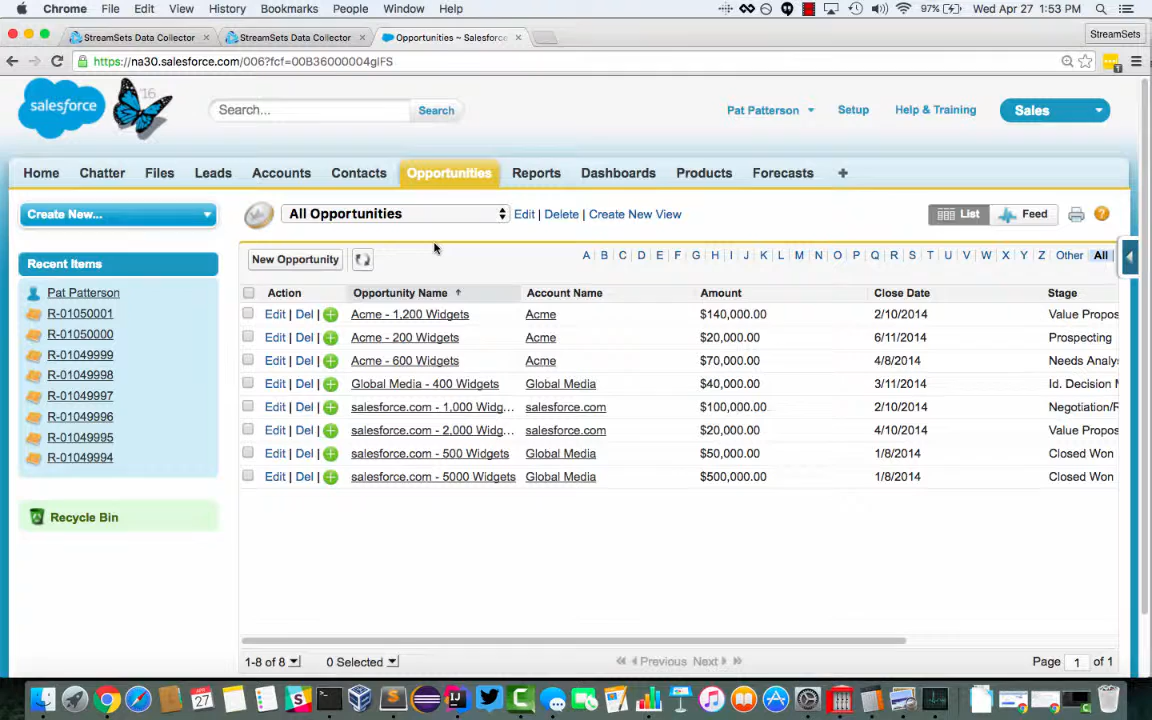 Chrome File Edit View History Bookmarks People Window Help 97% Wed Apr 27 1:53 PM
StreamSets Data Collector × StreamSets Data Collector × Opportunities ~ Salesforce × StreamSets
https://na30.salesforce.com/006?fcf=00B36000004glFS
salesforce '16 Search... Search Pat Patterson Setup Help & Training Sales
Home Chatter Files Leads Accounts Contacts Opportunities Reports Dashboards Products Forecasts +
Create New... All Opportunities Edit | Delete | Create New View List Feed
Recent Items
New Opportunity A | B | C | D | E | F | G | H | I | J | K | L | M | N | O | P | Q | R | S | T | U | V | W | X | Y | Z | Other | All
Pat Patterson
R-01050001
R-01050000
R-01049999
R-01049998
R-01049997
R-01049996
R-01049995
R-01049994
Recycle Bin
Action Opportunity Name Account Name Amount Close Date Stage
Edit | Del | Acme - 1,200 Widgets Acme $140,000.00 2/10/2014 Value Propos
Edit | Del | Acme - 200 Widgets Acme $20,000.00 6/11/2014 Prospecting
Edit | Del | Acme - 600 Widgets Acme $70,000.00 4/8/2014 Needs Analy
Edit | Del | Global Media - 400 Widgets Global Media $40,000.00 3/11/2014 Id. Decision M
Edit | Del | salesforce.com - 1,000 Widg... salesforce.com $100,000.00 2/10/2014 Negotiation/R
Edit | Del | salesforce.com - 2,000 Widg... salesforce.com $20,000.00 4/10/2014 Value Propos
Edit | Del | salesforce.com - 500 Widgets Global Media $50,000.00 1/8/2014 Closed Won
Edit | Del | salesforce.com - 5000 Widgets Global Media $500,000.00 1/8/2014 Closed Won
1-8 of 8 0 Selected Previous Next Page 1 of 1